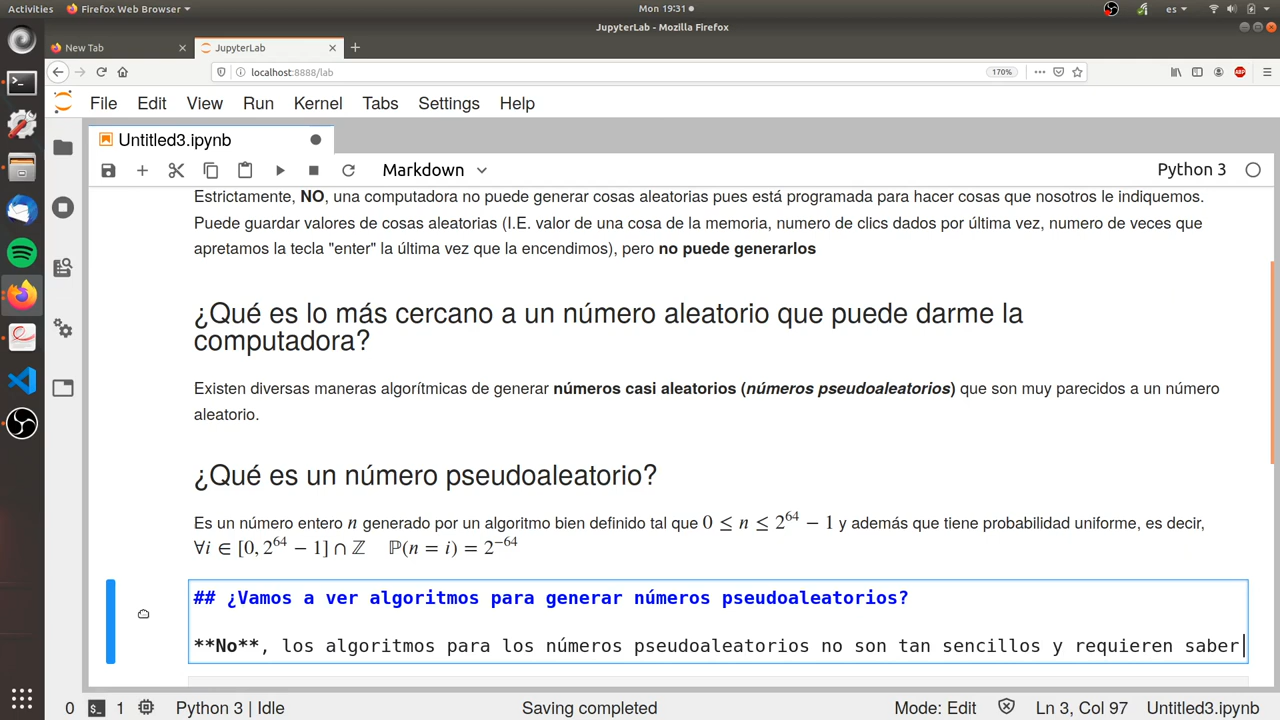 Activities Firefox Web Browser Mon 19:31 es
JupyterLab - Mozilla Firefox
New Tab JupyterLab
localhost:8888/lab 170% ABP
File Edit View Run Kernel Tabs Settings Help
Untitled3.ipynb
Markdown Python 3
Estrictamente, NO, una computadora no puede generar cosas aleatorias pues está programada para hacer cosas que nosotros le indiquemos.
Puede guardar valores de cosas aleatorias (I.E. valor de una cosa de la memoria, numero de clics dados por última vez, numero de veces que
apretamos la tecla "enter" la última vez que la encendimos), pero no puede generarlos
¿Qué es lo más cercano a un número aleatorio que puede darme la
computadora?
Existen diversas maneras algorítmicas de generar números casi aleatorios (números pseudoaleatorios) que son muy parecidos a un número
aleatorio.
¿Qué es un número pseudoaleatorio?
Es un número entero n generado por un algoritmo bien definido tal que 0 ≤ n ≤ 2^64 − 1 y además que tiene probabilidad uniforme, es decir,
∀i ∈ [0, 2^64 − 1] ∩ ℤ ℙ(n = i) = 2^−64
## ¿Vamos a ver algoritmos para generar números pseudoaleatorios?
**No**, los algoritmos para los números pseudoaleatorios no son tan sencillos y requieren saber
0 1 Python 3 | Idle Saving completed Mode: Edit Ln 3, Col 97 Untitled3.ipynb